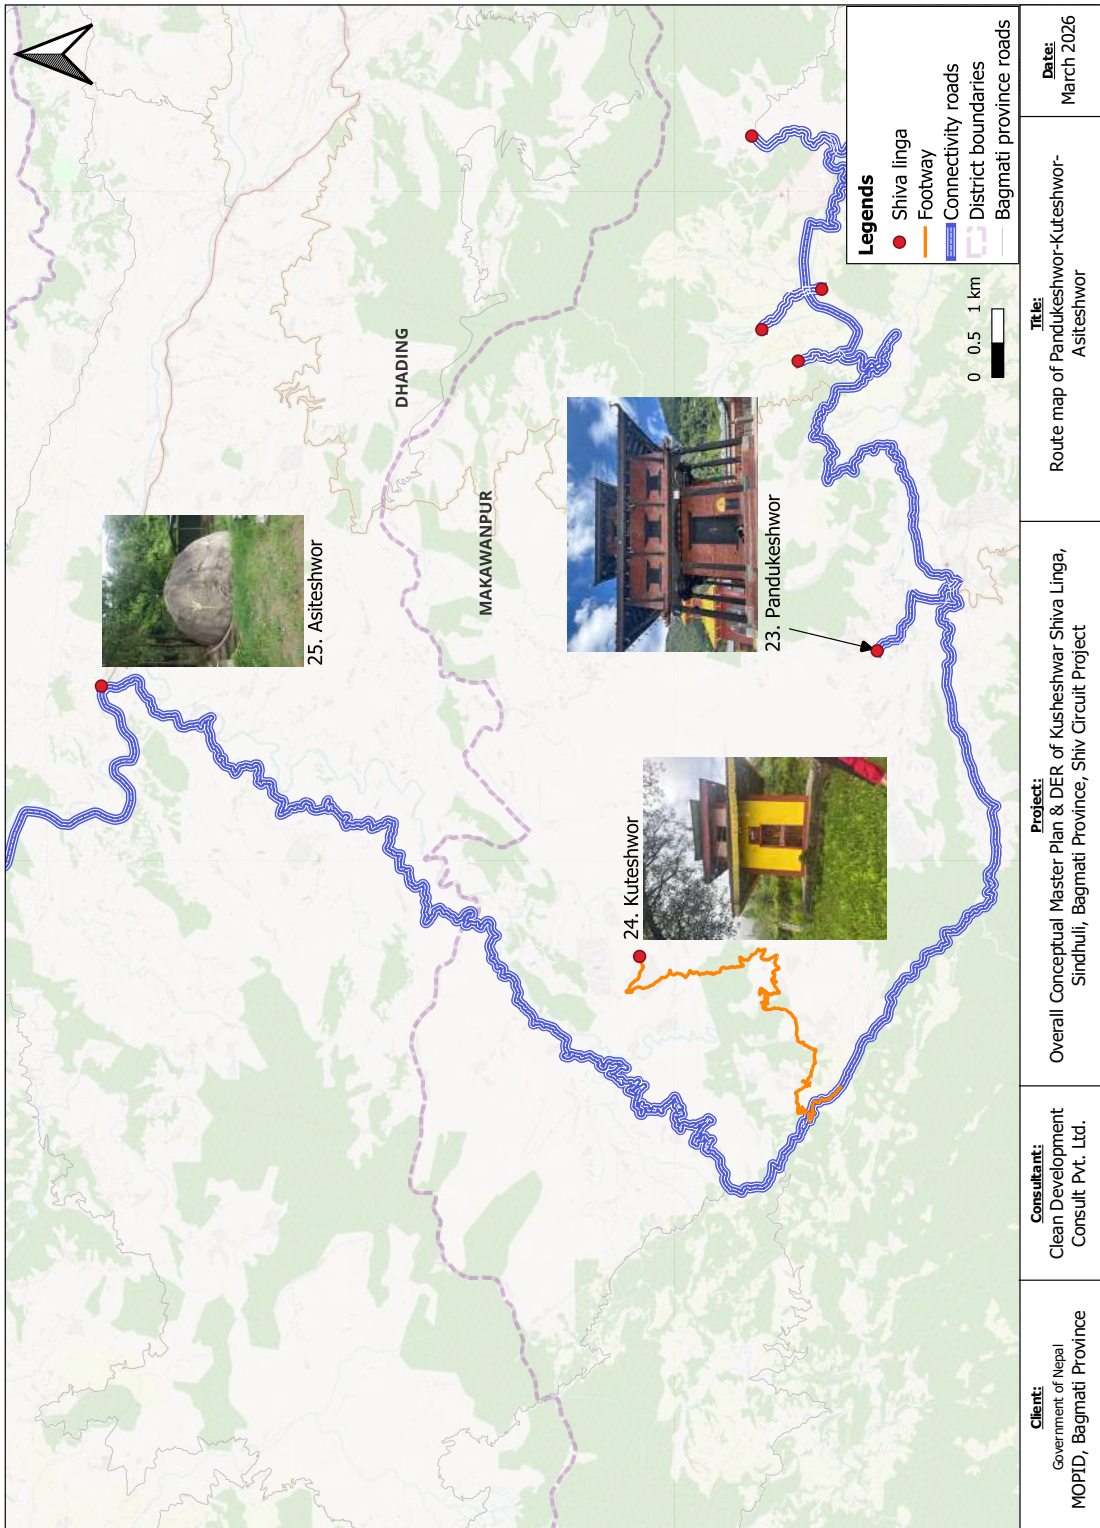 25. Asiteshwor
DHADING
MAKAWANPUR
23. Pandukeshwor
24. Kuteshwor
Legends
Shiva linga
Footway
Connectivity roads
District boundaries
Bagmati province roads
0 0.5 1 km
Client:
Government of Nepal
MOPID, Bagmati Province
Consultant:
Clean Development
Consult Pvt. Ltd.
Project:
Overall Conceptual Master Plan & DER of Kusheshwar Shiva Linga,
Sindhuli, Bagmati Province, Shiv Circuit Project
Title:
Route map of Pandukeshwor-Kuteshwor-
Asiteshwor
Date:
March 2026